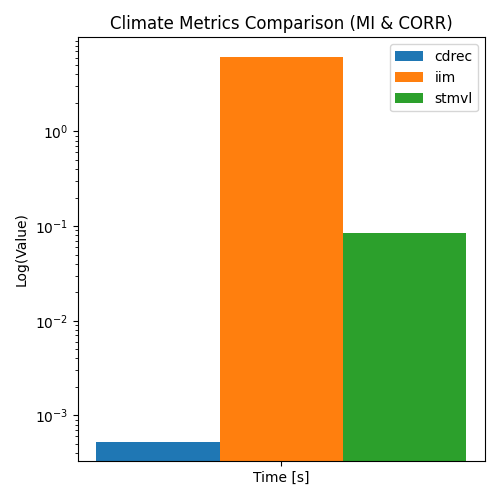 Climate Metrics Comparison (MI & CORR)
cdrec
iim
stmvl
Log(Value)
10^0
10^-1
10^-2
10^-3
Time [s]